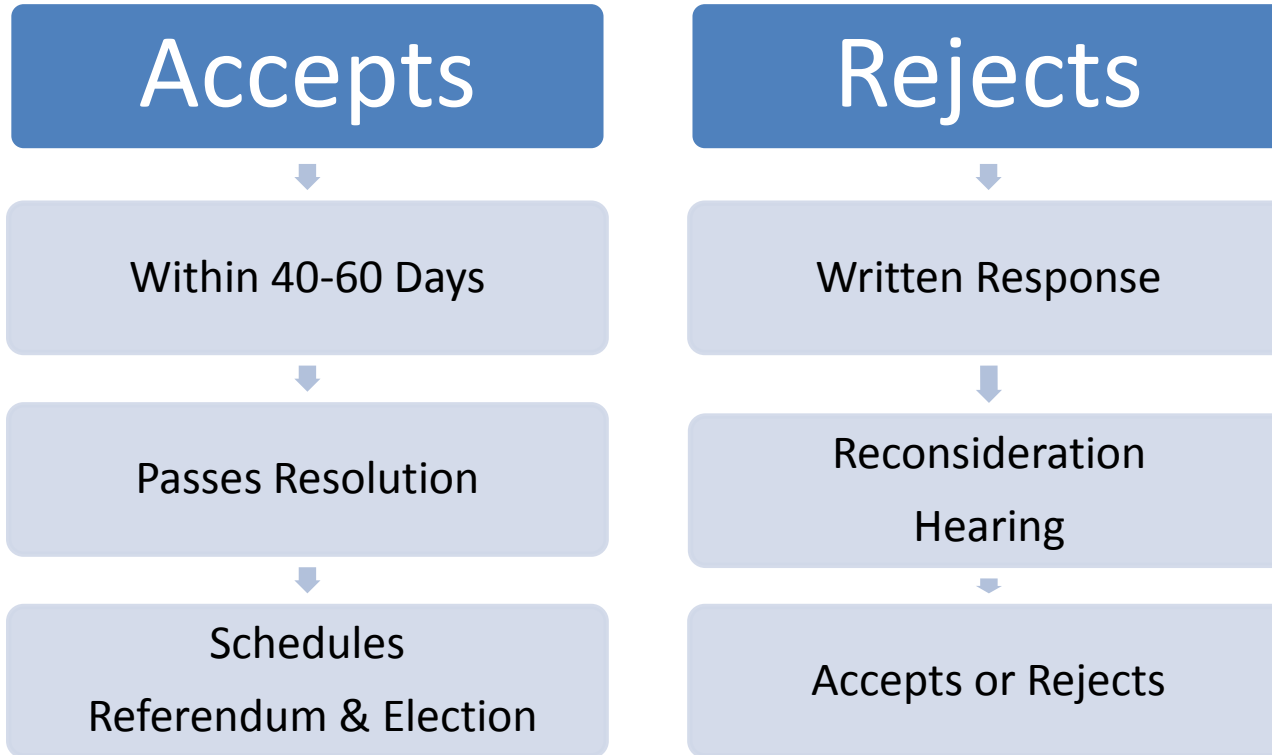 Accepts
Within 40-60 Days
Passes Resolution
Schedules
Referendum & Election
Rejects
Written Response
Reconsideration
Hearing
Accepts or Rejects